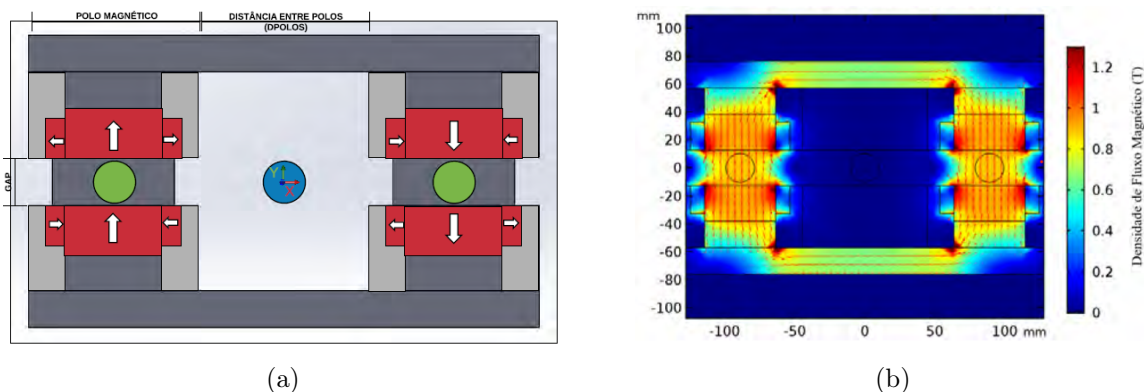 POLO MAGNÉTICO
DISTÂNCIA ENTRE POLOS
(DPOLOS)
GAP
Y
X
(a)
mm
100
80
60
40
20
0
-20
-40
-60
-80
-100
-100
-50
0
50
100 mm
1.2
1
0.8
0.6
0.4
0.2
0
Densidade de Fluxo Magnético (T)
(b)